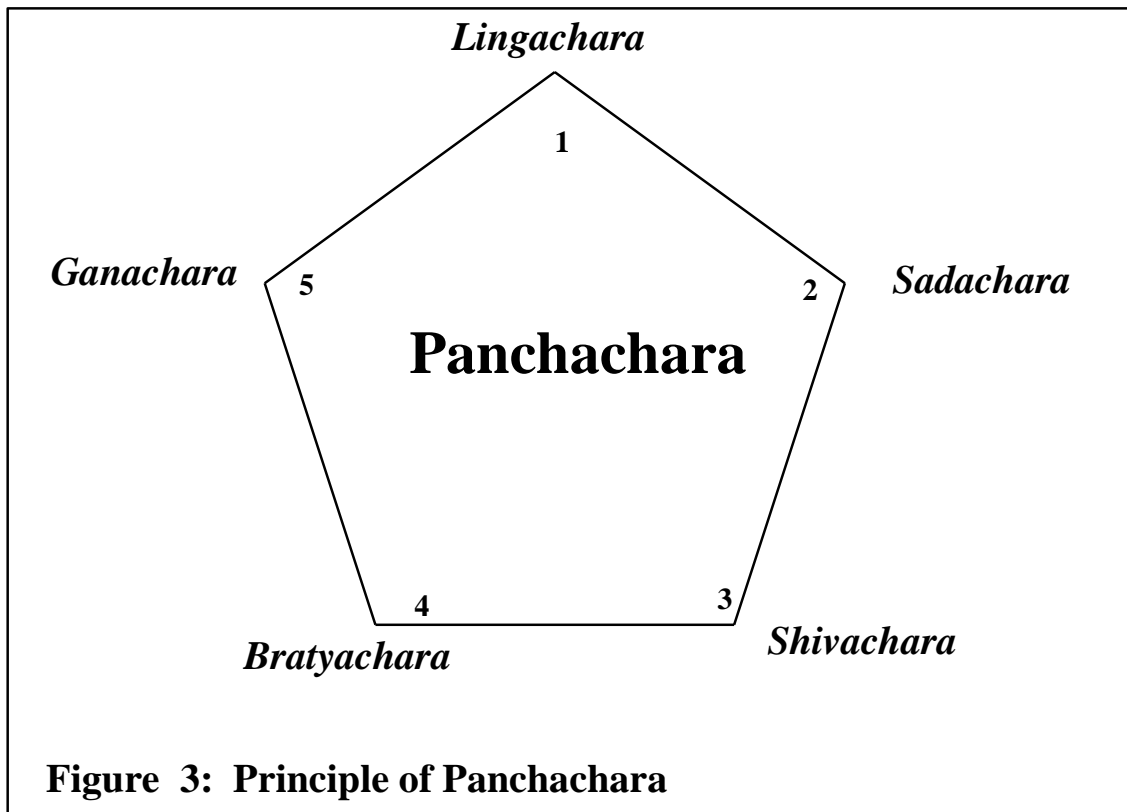 Lingachara
1
Ganachara 5 2 Sadachara
Panchachara
4 3
Bratyachara Shivachara
Figure 3: Principle of Panchachara